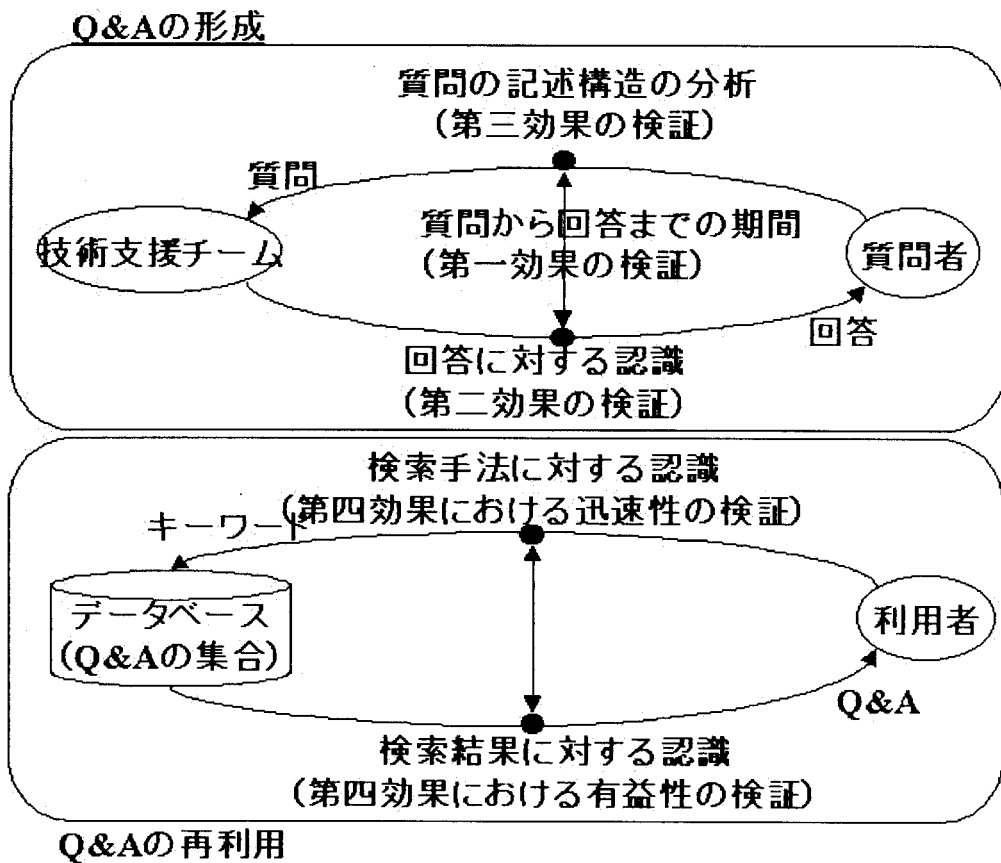 Q&Aの形成
質問の記述構造の分析
（第三効果の検証）
質問
技術支援チーム
質問から回答までの期間
（第一効果の検証）
質問者
回答
回答に対する認識
（第二効果の検証）
検索手法に対する認識
（第四効果における迅速性の検証）
キーワード
データベース
（Q&Aの集合）
利用者
Q&A
検索結果に対する認識
（第四効果における有益性の検証）
Q&Aの再利用